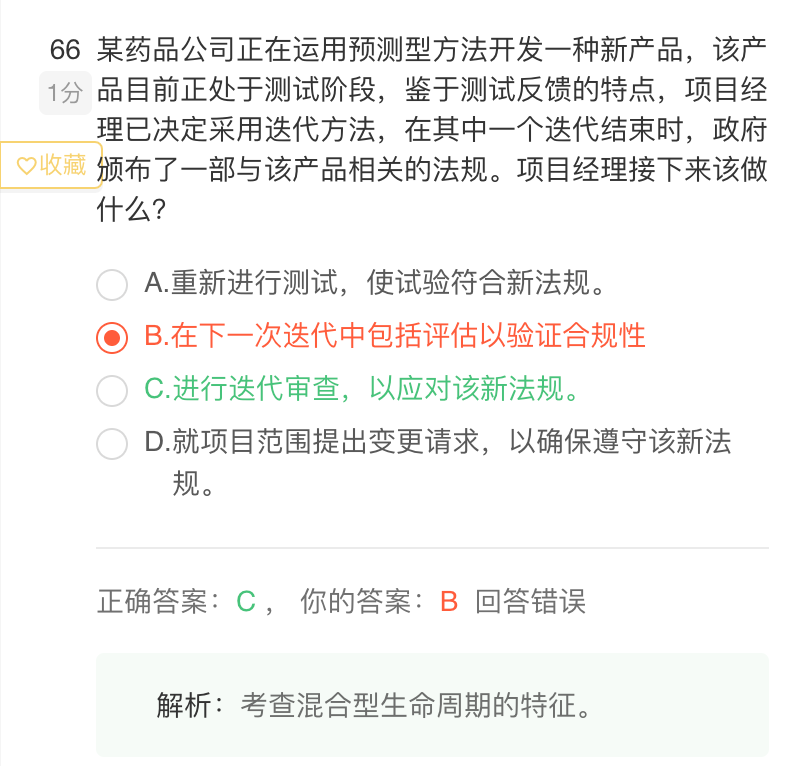 66 某药品公司正在运用预测型方法开发一种新产品，该产
1分 品目前正处于测试阶段，鉴于测试反馈的特点，项目经
理已决定采用迭代方法，在其中一个迭代结束时，政府
♡收藏 颁布了一部与该产品相关的法规。项目经理接下来该做
什么?
A.重新进行测试，使试验符合新法规。
B.在下一次迭代中包括评估以验证合规性
C.进行迭代审查，以应对该新法规。
D.就项目范围提出变更请求，以确保遵守该新法
规。
正确答案：C ， 你的答案：B 回答错误
解析：考查混合型生命周期的特征。